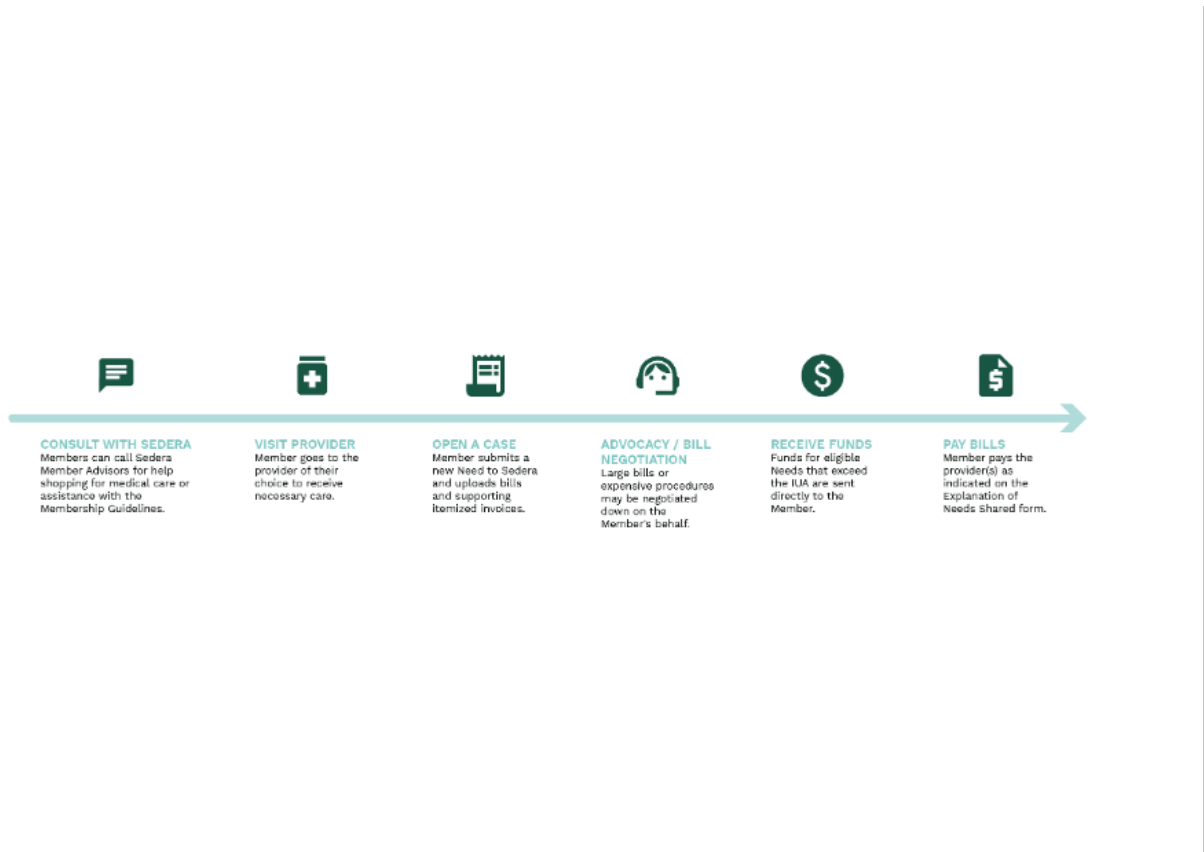 CONSULT WITH SEDERA
Members can call Sedera
Member Advisors for help
shopping for medical care or
assistance with the
Membership Guidelines.
VISIT PROVIDER
Member goes to the
provider of their
choice to receive
necessary care.
OPEN A CASE
Member submits a
new Need to Sedera
and uploads bills
and supporting
itemized invoices.
ADVOCACY / BILL
NEGOTIATION
Large bills or
expensive procedures
may be negotiated
down on the
Member's behalf.
RECEIVE FUNDS
Funds for eligible
Needs that exceed
the IUA are sent
directly to the
Member.
PAY BILLS
Member pays the
provider(s) as
indicated on the
Explanation of
Needs Shared form.